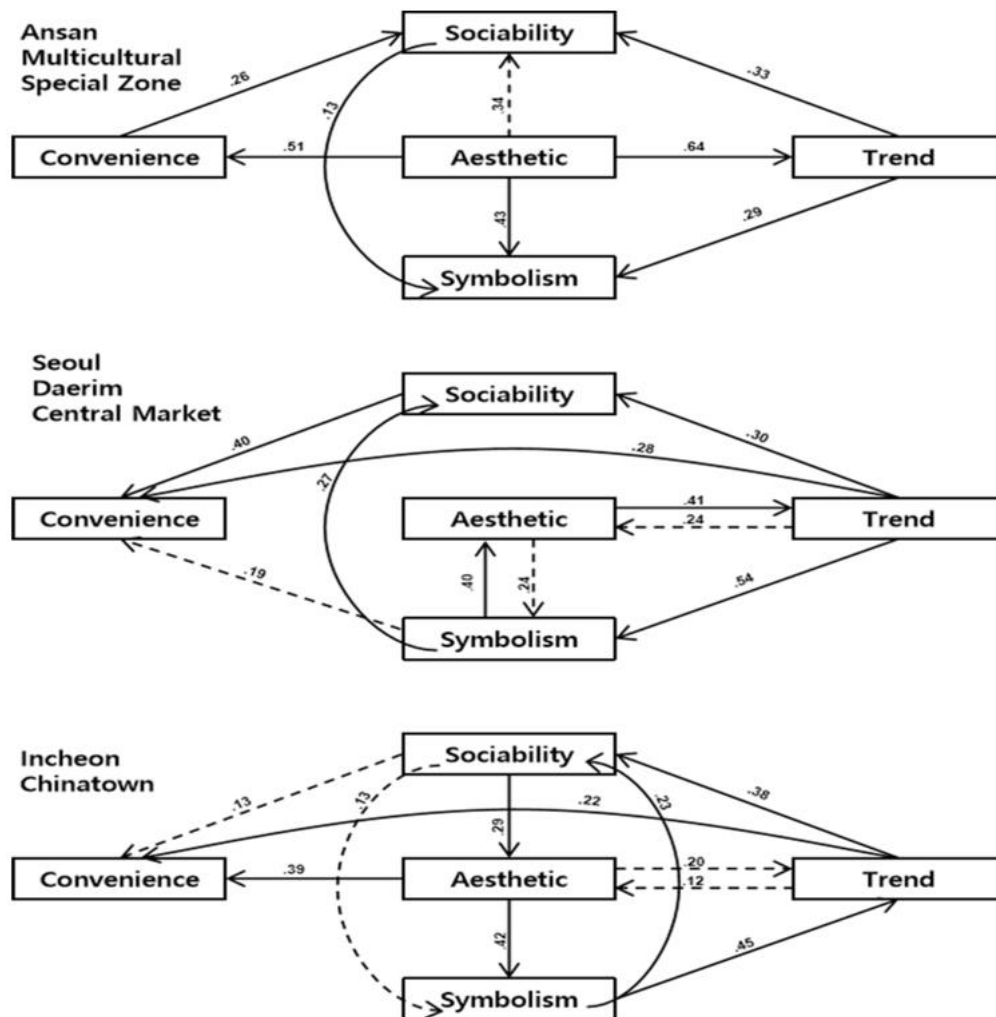 Ansan
Multicultural
Special Zone
Sociability
.26
.13
.34
.33
Convenience
.51
Aesthetic
.64
Trend
.43
.29
Symbolism
Seoul
Daerim
Central Market
Sociability
.40
.27
.28
.30
Convenience
Aesthetic
.41
.24
Trend
.19
.40
.24
.54
Symbolism
Incheon
Chinatown
Sociability
.13
.13
.29
.22
.23
.38
Convenience
.39
Aesthetic
.20
.12
Trend
.42
.45
Symbolism